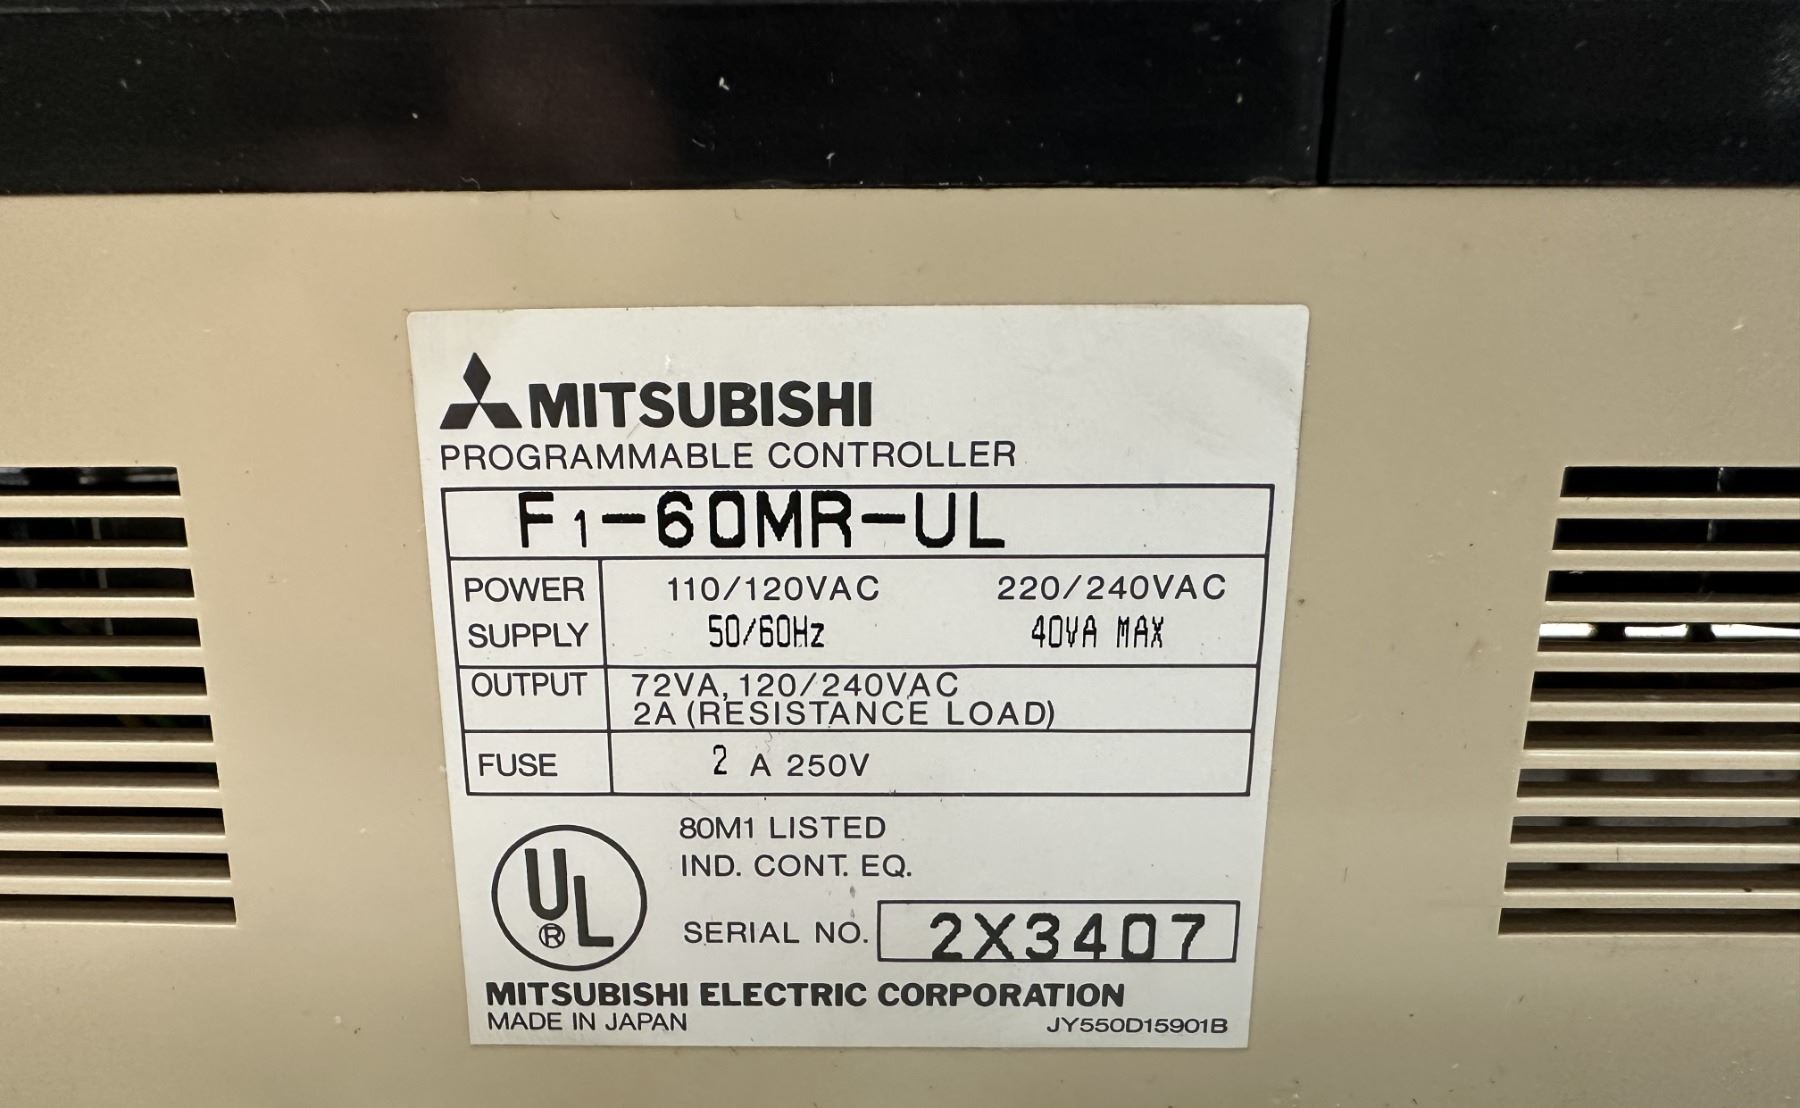 MITSUBISHI
PROGRAMMABLE CONTROLLER
F1-60MR-UL
POWER SUPPLY 110/120VAC 220/240VAC
50/60Hz 40VA MAX
OUTPUT 72VA, 120/240VAC
2A (RESISTANCE LOAD)
FUSE 2 A 250V
80M1 LISTED
IND. CONT. EQ.
UL ®
SERIAL NO. 2X3407
MITSUBISHI ELECTRIC CORPORATION
MADE IN JAPAN JY550D15901B